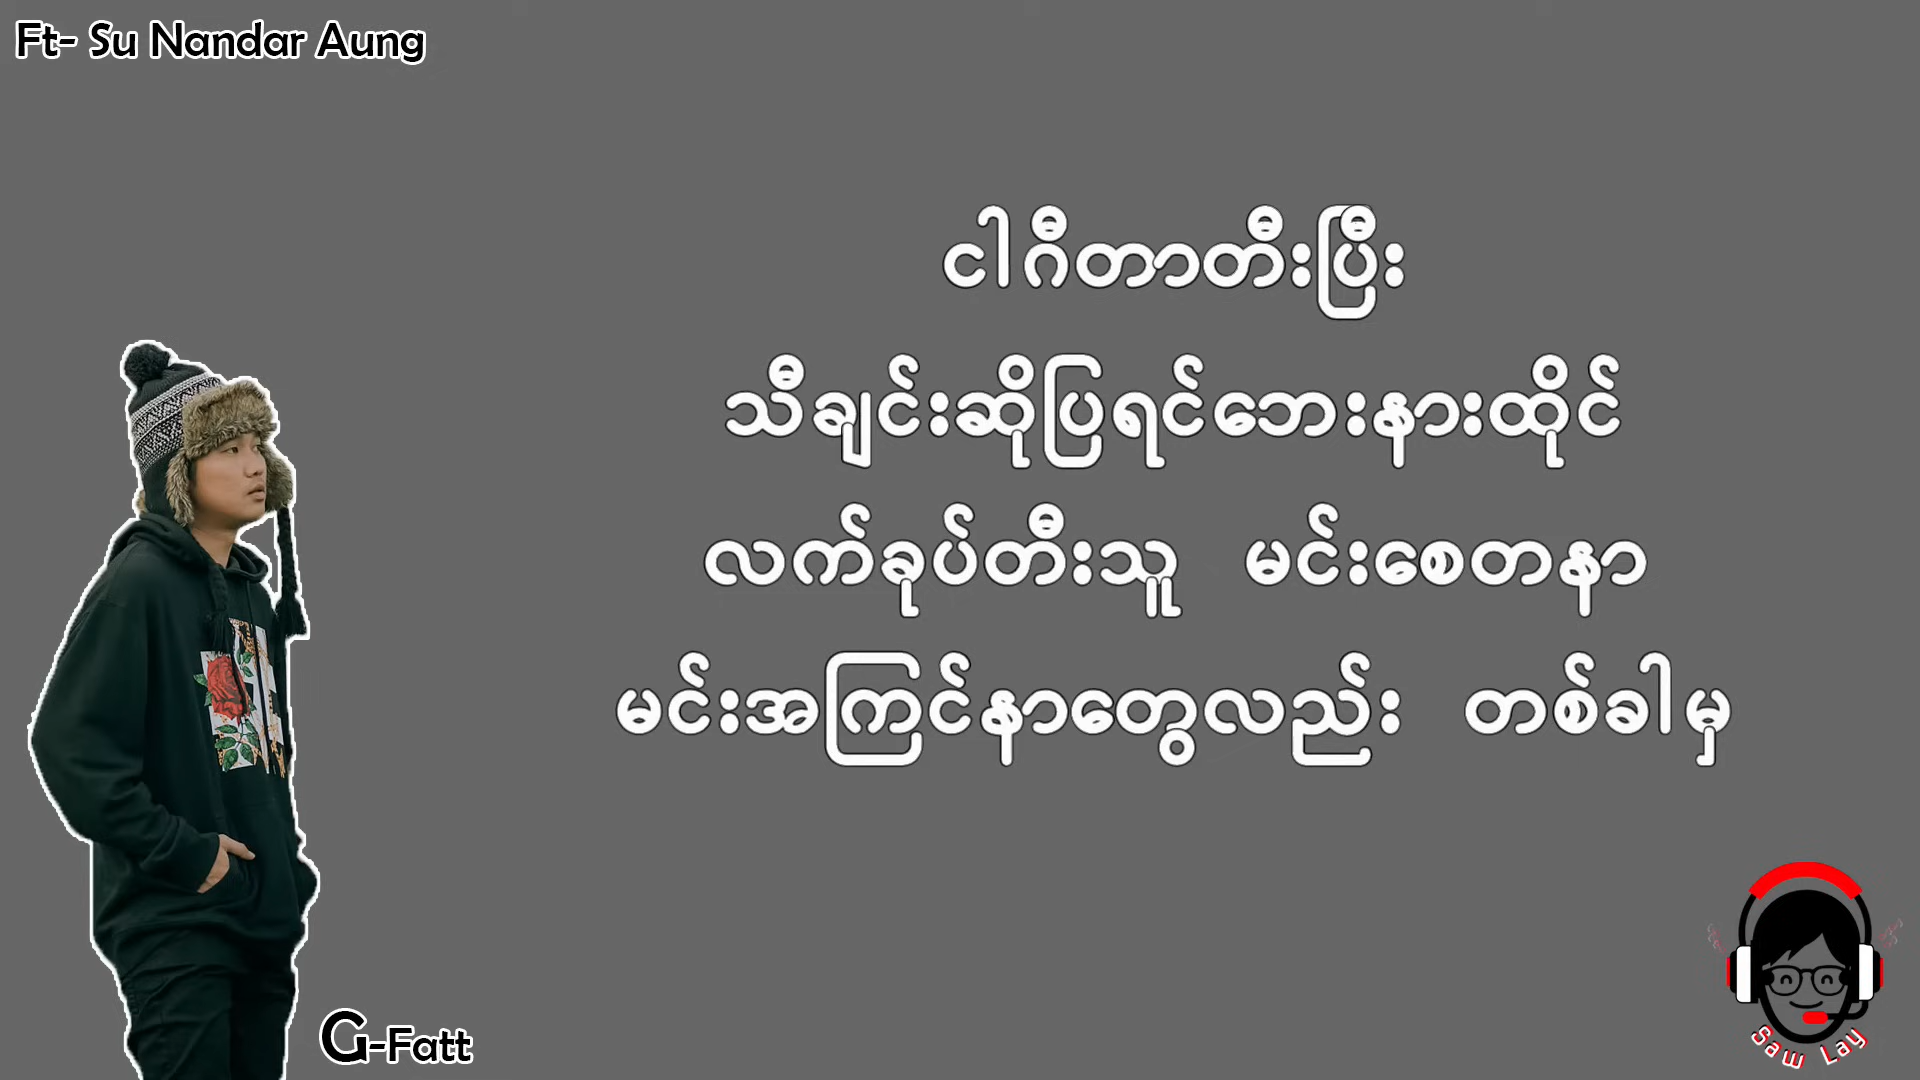 Ft- Su Nandar Aung
ငါဂီတာတီးပြီး
သီချင်းဆိုပြရင်ဘေးနားထိုင်
လက်ခုပ်တီးသူ မင်းစေတနာ
မင်းအကြင်နာတွေလည်း တစ်ခါမှ
G-Fatt
Saw Lay